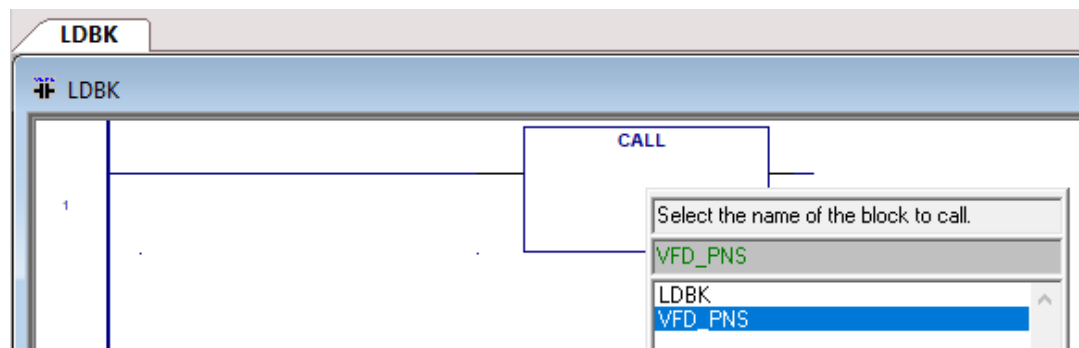 LDBK
LDBK
CALL
1
Select the name of the block to call.
VFD_PNS
LDBK
VFD_PNS